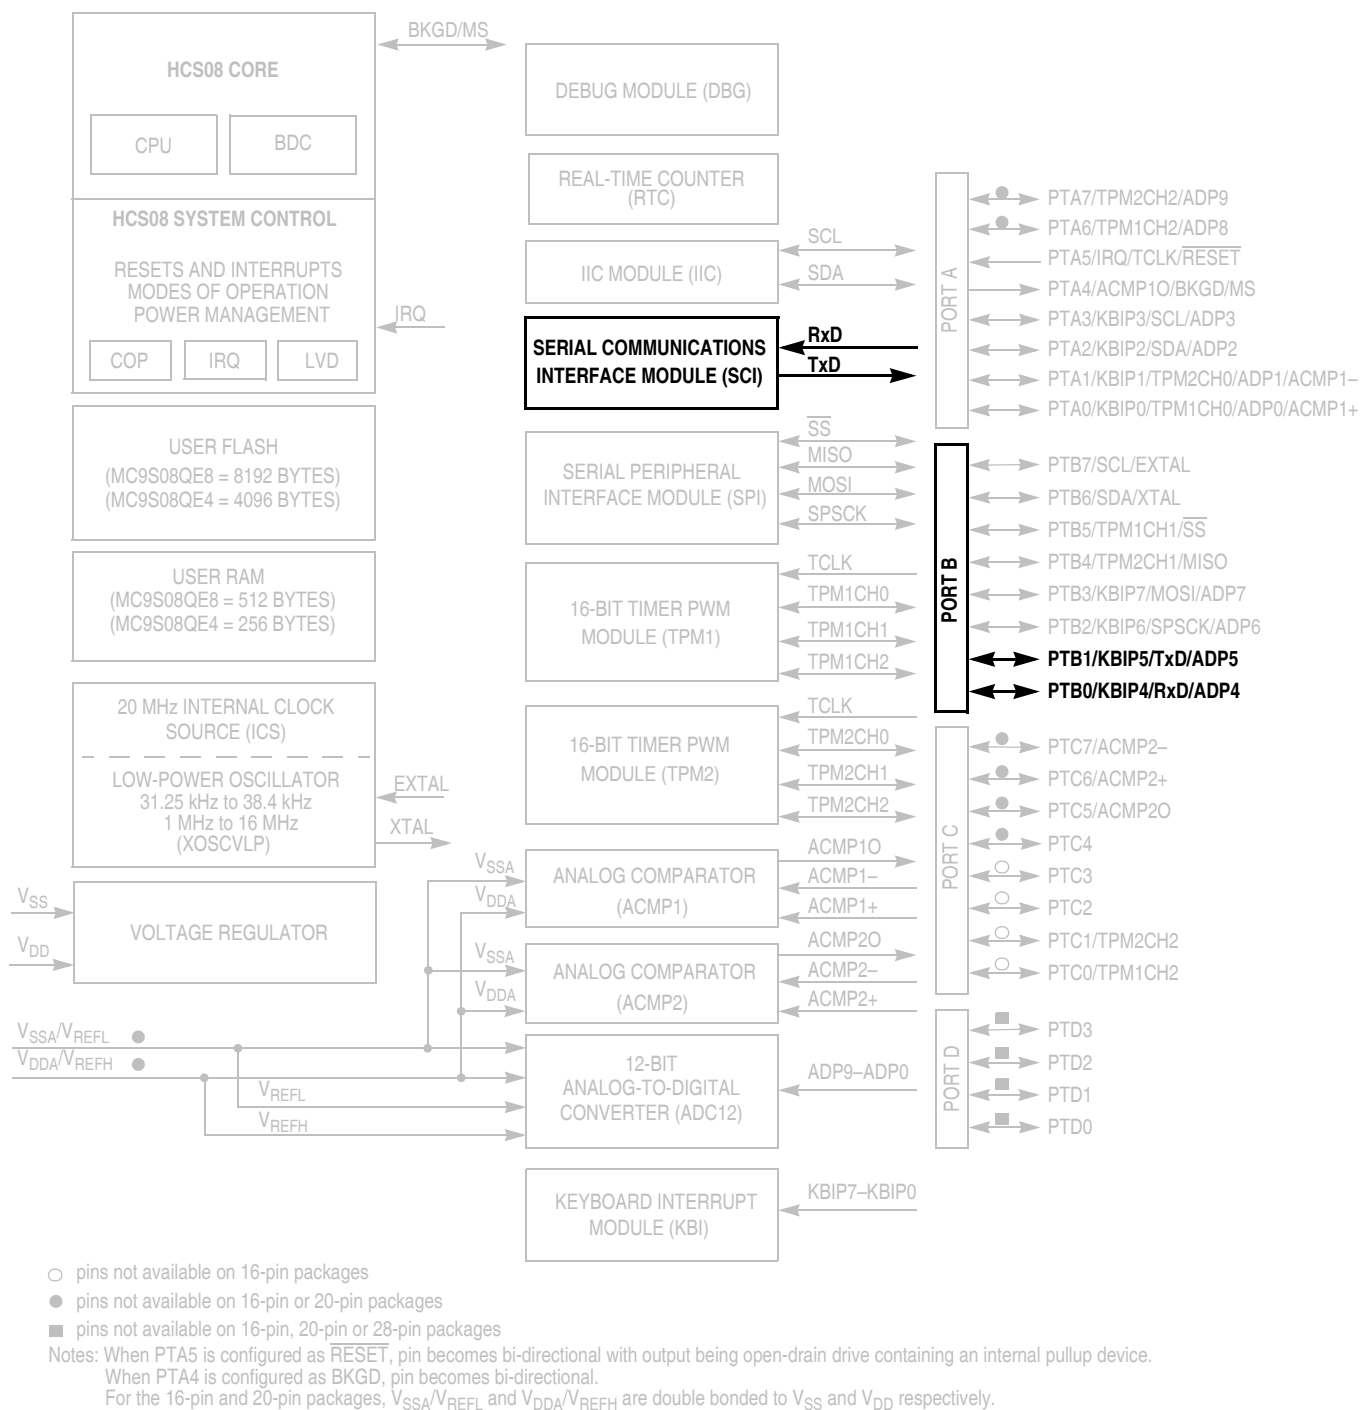 BKGD/MS
HCS08 CORE
CPU
BDC
HCS08 SYSTEM CONTROL
RESETS AND INTERRUPTS
MODES OF OPERATION
POWER MANAGEMENT
COP
IRQ
LVD
IRQ
USER FLASH
(MC9S08QE8 = 8192 BYTES)
(MC9S08QE4 = 4096 BYTES)
USER RAM
(MC9S08QE8 = 512 BYTES)
(MC9S08QE4 = 256 BYTES)
20 MHz INTERNAL CLOCK
SOURCE (ICS)
LOW-POWER OSCILLATOR
31.25 kHz to 38.4 kHz
1 MHz to 16 MHz
(XOSCVLP)
EXTAL
XTAL
VSS
VDD
VOLTAGE REGULATOR
VSSA/VREFL
VDDA/VREFH
VREFL
VREFH
VSSA
VDDA
VSSA
VDDA
DEBUG MODULE (DBG)
REAL-TIME COUNTER
(RTC)
IIC MODULE (IIC)
SCL
SDA
SERIAL COMMUNICATIONS
INTERFACE MODULE (SCI)
RxD
TxD
SERIAL PERIPHERAL
INTERFACE MODULE (SPI)
SS
MISO
MOSI
SPSCK
16-BIT TIMER PWM
MODULE (TPM1)
TCLK
TPM1CH0
TPM1CH1
TPM1CH2
16-BIT TIMER PWM
MODULE (TPM2)
TCLK
TPM2CH0
TPM2CH1
TPM2CH2
ANALOG COMPARATOR
(ACMP1)
ACMP1O
ACMP1–
ACMP1+
ANALOG COMPARATOR
(ACMP2)
ACMP2O
ACMP2–
ACMP2+
12-BIT
ANALOG-TO-DIGITAL
CONVERTER (ADC12)
ADP9–ADP0
KEYBOARD INTERRUPT
MODULE (KBI)
KBIP7–KBIP0
PORT A
PTA7/TPM2CH2/ADP9
PTA6/TPM1CH2/ADP8
PTA5/IRQ/TCLK/RESET
PTA4/ACMP1O/BKGD/MS
PTA3/KBIP3/SCL/ADP3
PTA2/KBIP2/SDA/ADP2
PTA1/KBIP1/TPM2CH0/ADP1/ACMP1–
PTA0/KBIP0/TPM1CH0/ADP0/ACMP1+
PORT B
PTB7/SCL/EXTAL
PTB6/SDA/XTAL
PTB5/TPM1CH1/SS
PTB4/TPM2CH1/MISO
PTB3/KBIP7/MOSI/ADP7
PTB2/KBIP6/SPSCK/ADP6
PTB1/KBIP5/TxD/ADP5
PTB0/KBIP4/RxD/ADP4
PORT C
PTC7/ACMP2–
PTC6/ACMP2+
PTC5/ACMP2O
PTC4
PTC3
PTC2
PTC1/TPM2CH2
PTC0/TPM1CH2
PORT D
PTD3
PTD2
PTD1
PTD0
pins not available on 16-pin packages
pins not available on 16-pin or 20-pin packages
pins not available on 16-pin, 20-pin or 28-pin packages
Notes: When PTA5 is configured as RESET, pin becomes bi-directional with output being open-drain drive containing an internal pullup device.
When PTA4 is configured as BKGD, pin becomes bi-directional.
For the 16-pin and 20-pin packages, VSSA/VREFL and VDDA/VREFH are double bonded to VSS and VDD respectively.